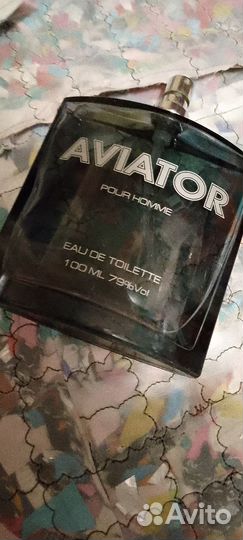 AVIATOR
POUR HOMME
EAU DE TOILETTE
100 ML 79%Vol
Avito